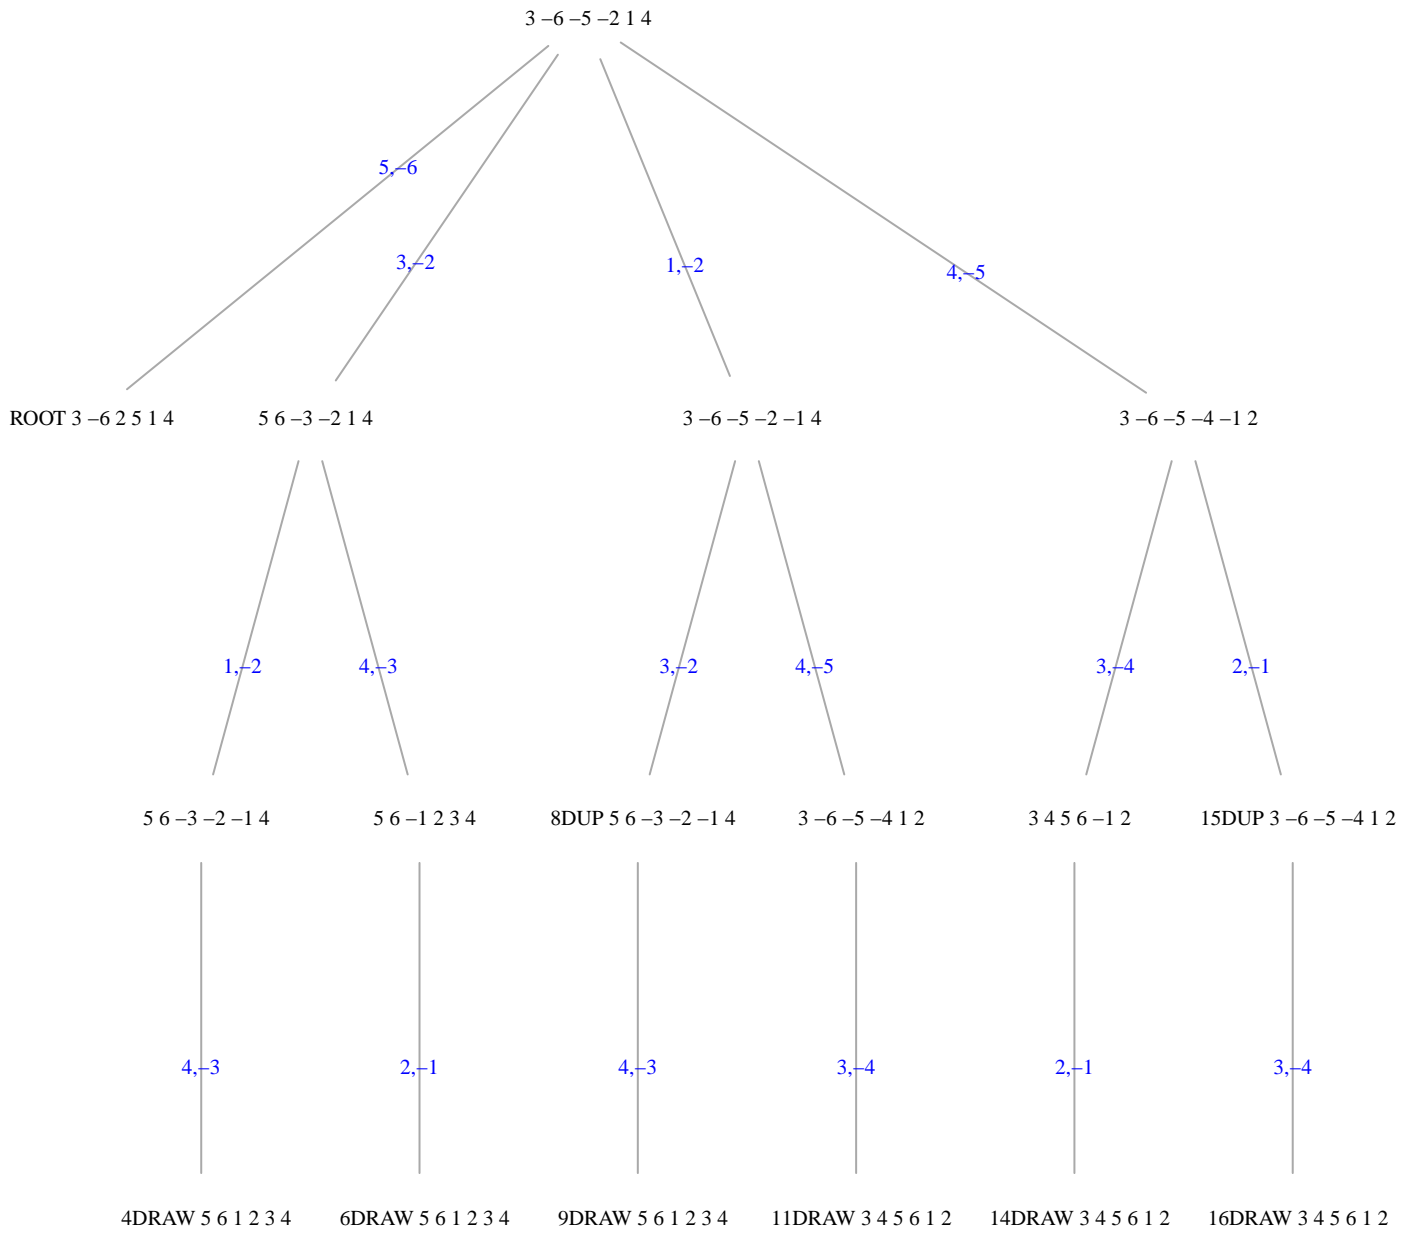 3 –6 –5 –2 1 4
5,–6
3,–2
1,–2
4,–5
ROOT 3 –6 2 5 1 4
5 6 –3 –2 1 4
3 –6 –5 –2 –1 4
3 –6 –5 –4 –1 2
1,–2
4,–3
3,–2
4,–5
3,–4
2,–1
5 6 –3 –2 –1 4
5 6 –1 2 3 4
8DUP 5 6 –3 –2 –1 4
3 –6 –5 –4 1 2
3 4 5 6 –1 2
15DUP 3 –6 –5 –4 1 2
4,–3
2,–1
4,–3
3,–4
2,–1
3,–4
4DRAW 5 6 1 2 3 4
6DRAW 5 6 1 2 3 4
9DRAW 5 6 1 2 3 4
11DRAW 3 4 5 6 1 2
14DRAW 3 4 5 6 1 2
16DRAW 3 4 5 6 1 2